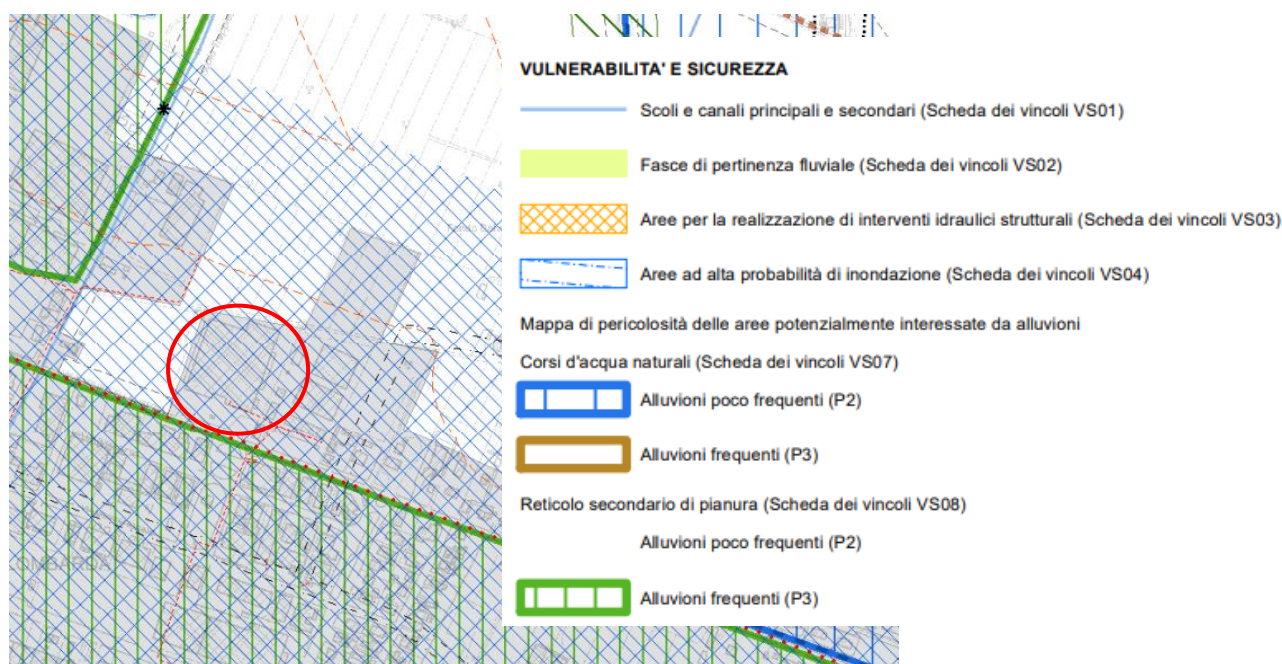 VULNERABILITA' E SICUREZZA
Scoli e canali principali e secondari (Scheda dei vincoli VS01)
Fasce di pertinenza fluviale (Scheda dei vincoli VS02)
Aree per la realizzazione di interventi idraulici strutturali (Scheda dei vincoli VS03)
Aree ad alta probabilità di inondazione (Scheda dei vincoli VS04)
Mappa di pericolosità delle aree potenzialmente interessate da alluvioni
Corsi d'acqua naturali (Scheda dei vincoli VS07)
Alluvioni poco frequenti (P2)
Alluvioni frequenti (P3)
Reticolo secondario di pianura (Scheda dei vincoli VS08)
Alluvioni poco frequenti (P2)
Alluvioni frequenti (P3)